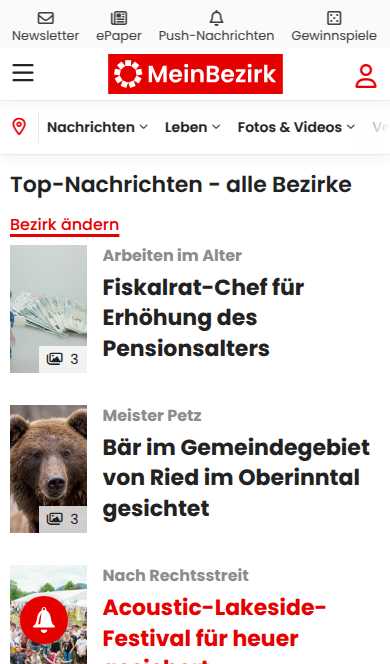 Newsletter ePaper Push-Nachrichten Gewinnspiele
MeinBezirk
Nachrichten Leben Fotos & Videos
Top-Nachrichten - alle Bezirke
Bezirk ändern
Arbeiten im Alter
Fiskalrat-Chef für
Erhöhung des
Pensionsalters
3
Meister Petz
Bär im Gemeindegebiet
von Ried im Oberinntal
gesichtet
3
Nach Rechtsstreit
Acoustic-Lakeside-
Festival für heuer